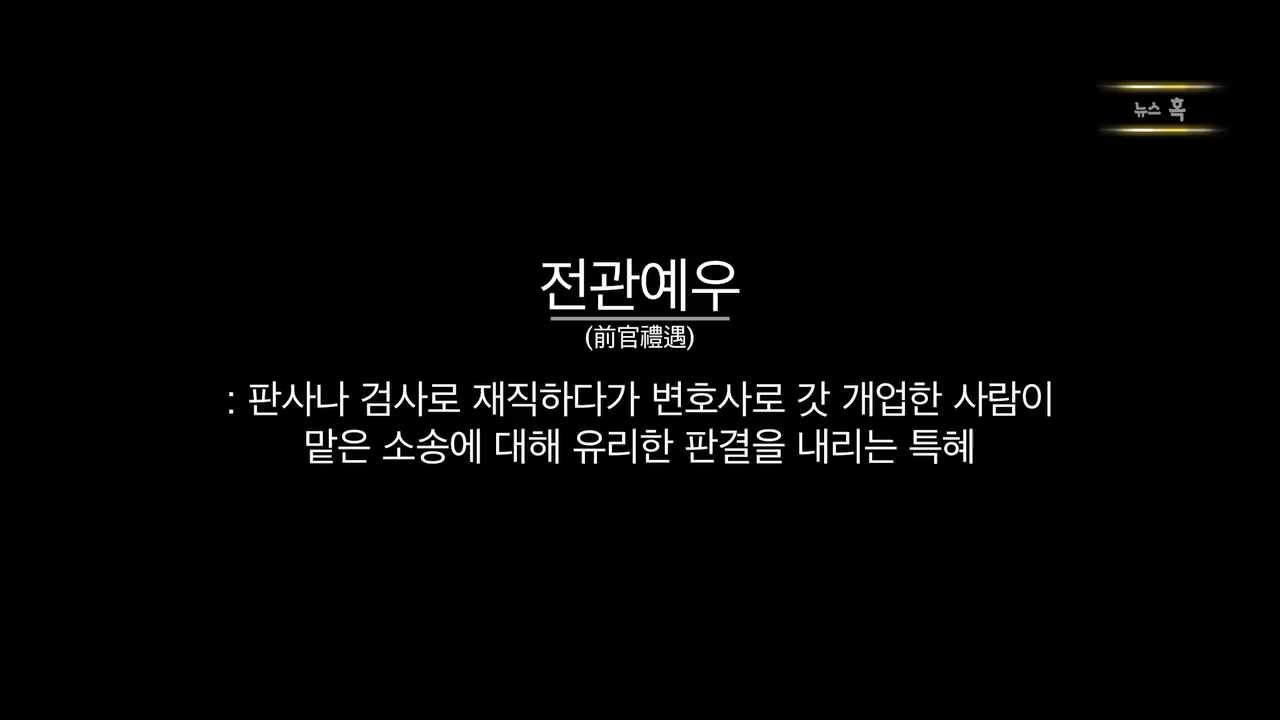 뉴스 훅
전관예우
(前官禮遇)
: 판사나 검사로 재직하다가 변호사로 갓 개업한 사람이
맡은 소송에 대해 유리한 판결을 내리는 특혜